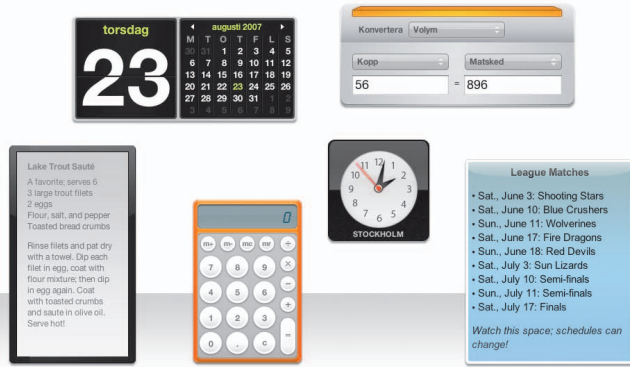 torsdag
23
augusti 2007
M T O T F L S
30 31 1 2 3 4 5
6 7 8 9 10 11 12
13 14 15 16 17 18 19
20 21 22 23 24 25 26
27 28 29 30 31 1 2
3 4 5 6 7 8 9
Konvertera Volym
Kopp Matsked
56 = 896
Lake Trout Sauté
A favorite; serves 6
3 large trout filets
2 eggs
Flour, salt, and pepper
Toasted bread crumbs
Rinse filets and pat dry
with a towel. Dip each
filet in egg, coat with
flour mixture; then dip
in egg again. Coat
with toasted crumbs
and saute in olive oil.
Serve hot!
0
m+ m- mc mr ÷
7 8 9 ×
4 5 6 −
1 2 3 +
0 . c =
12 1 2 3 4 5 6 7 8 9 10 11
STOCKHOLM
League Matches
• Sat., June 3: Shooting Stars
• Sat., June 10: Blue Crushers
• Sun., June 11: Wolverines
• Sat., June 17: Fire Dragons
• Sun., June 18: Red Devils
• Sat., July 3: Sun Lizards
• Sat., July 10: Semi-finals
• Sun., July 11: Semi-finals
• Sat., July 17: Finals
Watch this space; schedules can
change!